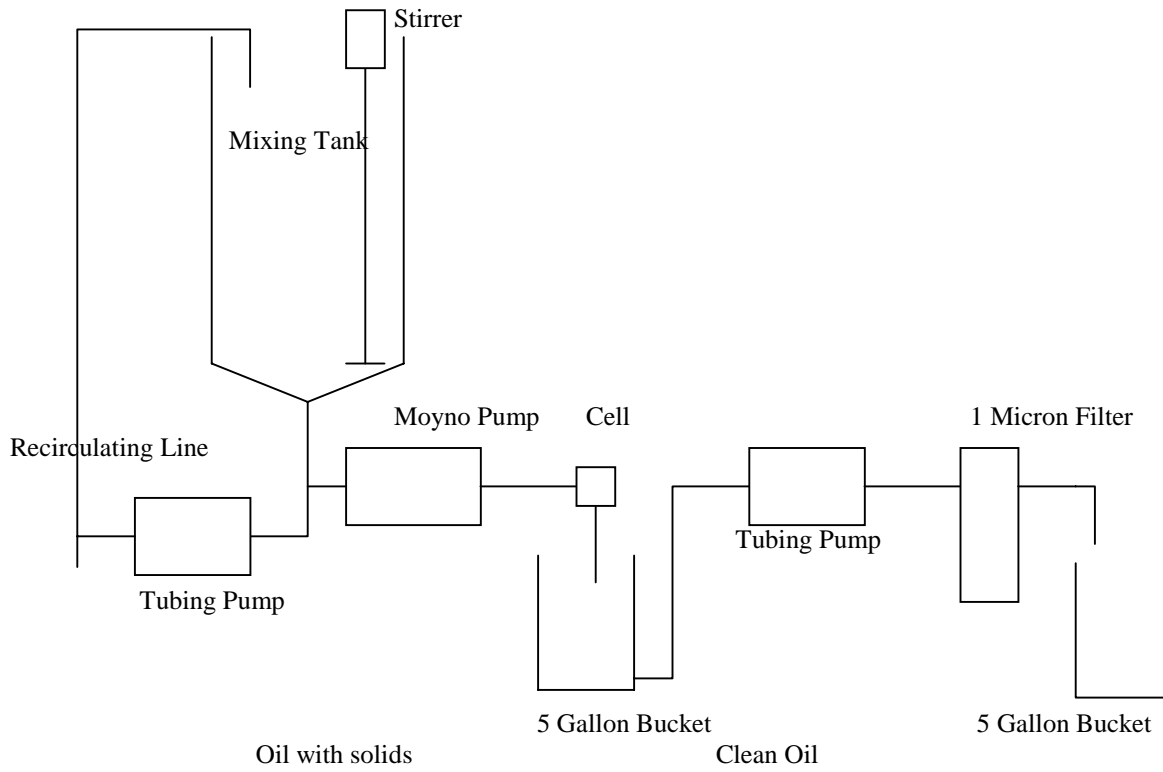 Stirrer
Mixing Tank
Moyno Pump
Cell
1 Micron Filter
Recirculating Line
Tubing Pump
Tubing Pump
5 Gallon Bucket
5 Gallon Bucket
Oil with solids
Clean Oil